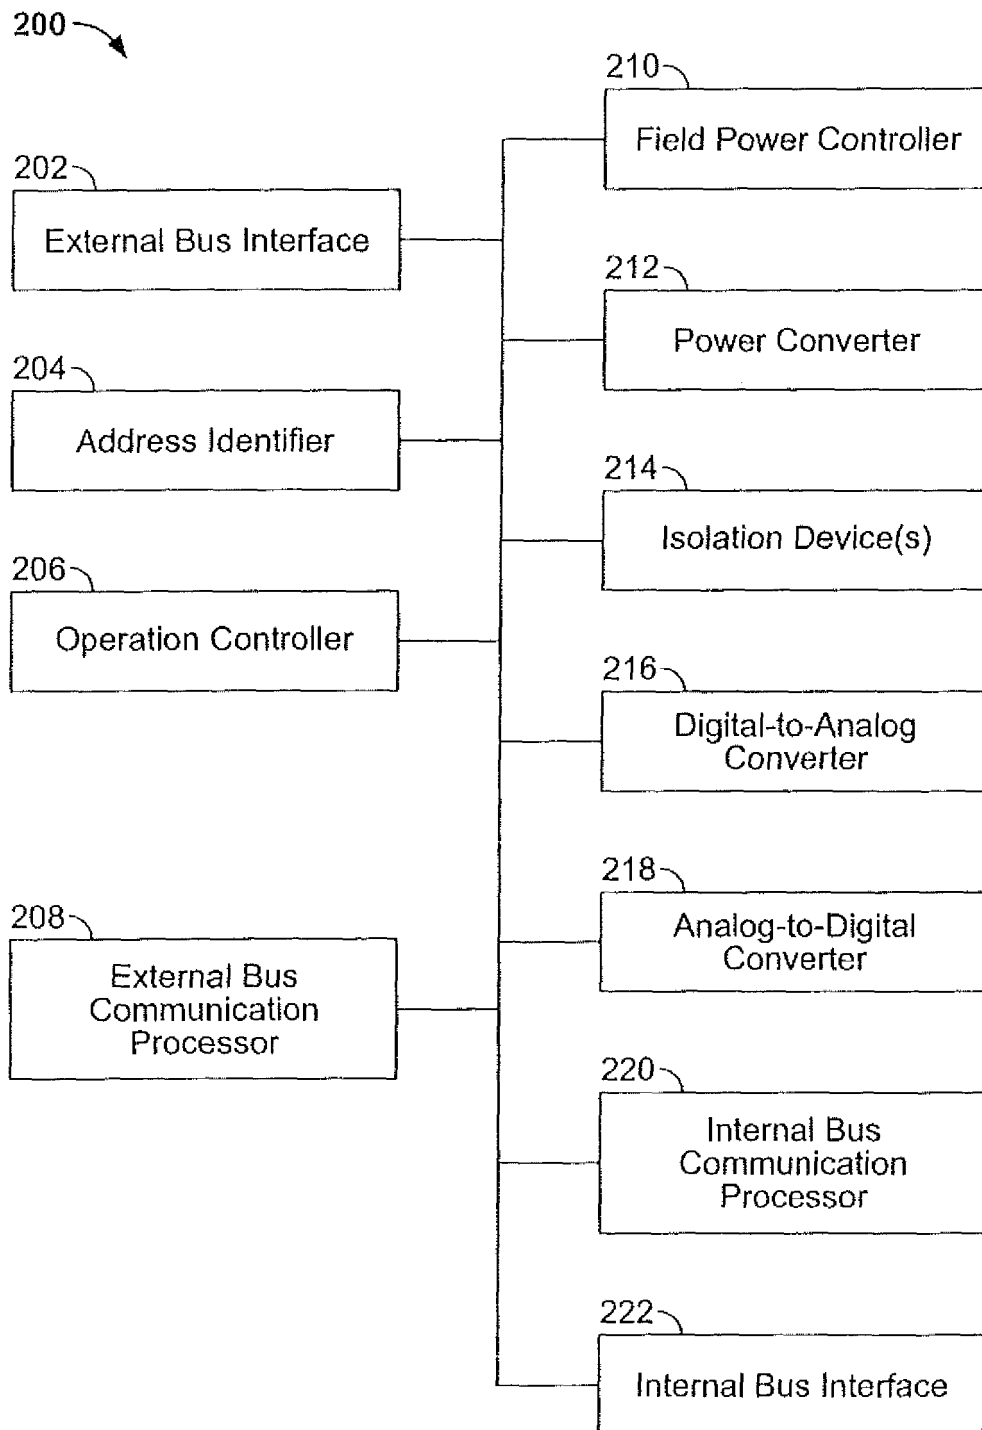 200
202
External Bus Interface
204
Address Identifier
206
Operation Controller
208
External Bus
Communication
Processor
210
Field Power Controller
212
Power Converter
214
Isolation Device(s)
216
Digital-to-Analog
Converter
218
Analog-to-Digital
Converter
220
Internal Bus
Communication
Processor
222
Internal Bus Interface